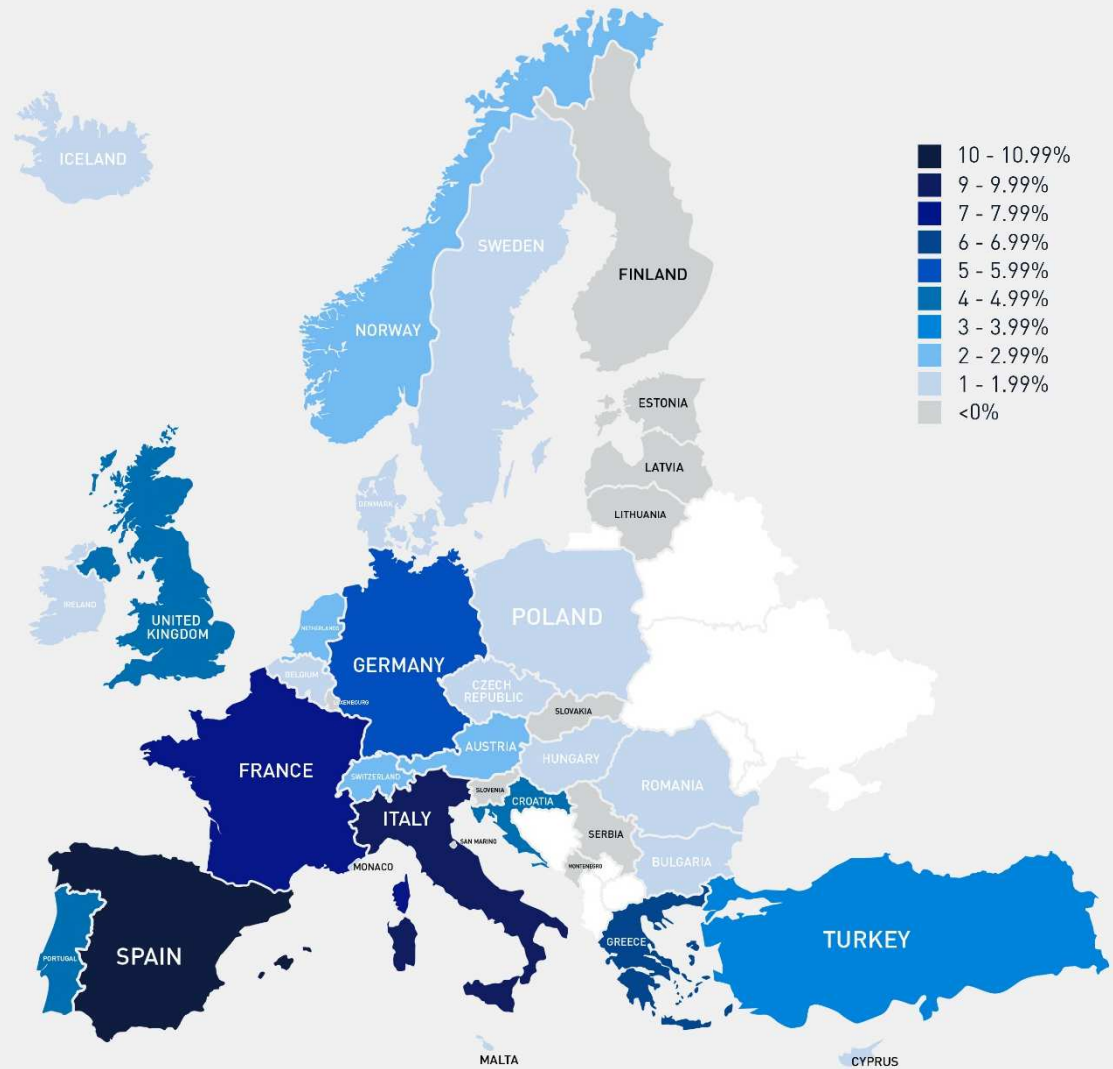 ICELAND
10 - 10.99%
9 - 9.99%
7 - 7.99%
6 - 6.99%
5 - 5.99%
4 - 4.99%
3 - 3.99%
2 - 2.99%
1 - 1.99%
<0%
SWEDEN
FINLAND
NORWAY
ESTONIA
LATVIA
LITHUANIA
DENMARK
IRELAND
UNITED
KINGDOM
NETHERLANDS
POLAND
GERMANY
BELGIUM
CZECH
REPUBLIC
SLOVAKIA
AUSTRIA
HUNGARY
FRANCE
SWITZERLAND
ROMANIA
SLOVENIA
CROATIA
ITALY
SERBIA
SAN MARINO
BULGARIA
MONACO
MONTENEGRO
TURKEY
GREECE
SPAIN
PORTUGAL
MALTA
CYPRUS